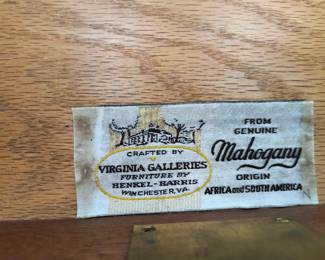 CRAFTED BY
VIRGINIA GALLERIES
FURNITURE BY
HENKEL-HARRIS
WINCHESTER, VA.
FROM
GENUINE
Mahogany
ORIGIN
AFRICA and SOUTH AMERICA